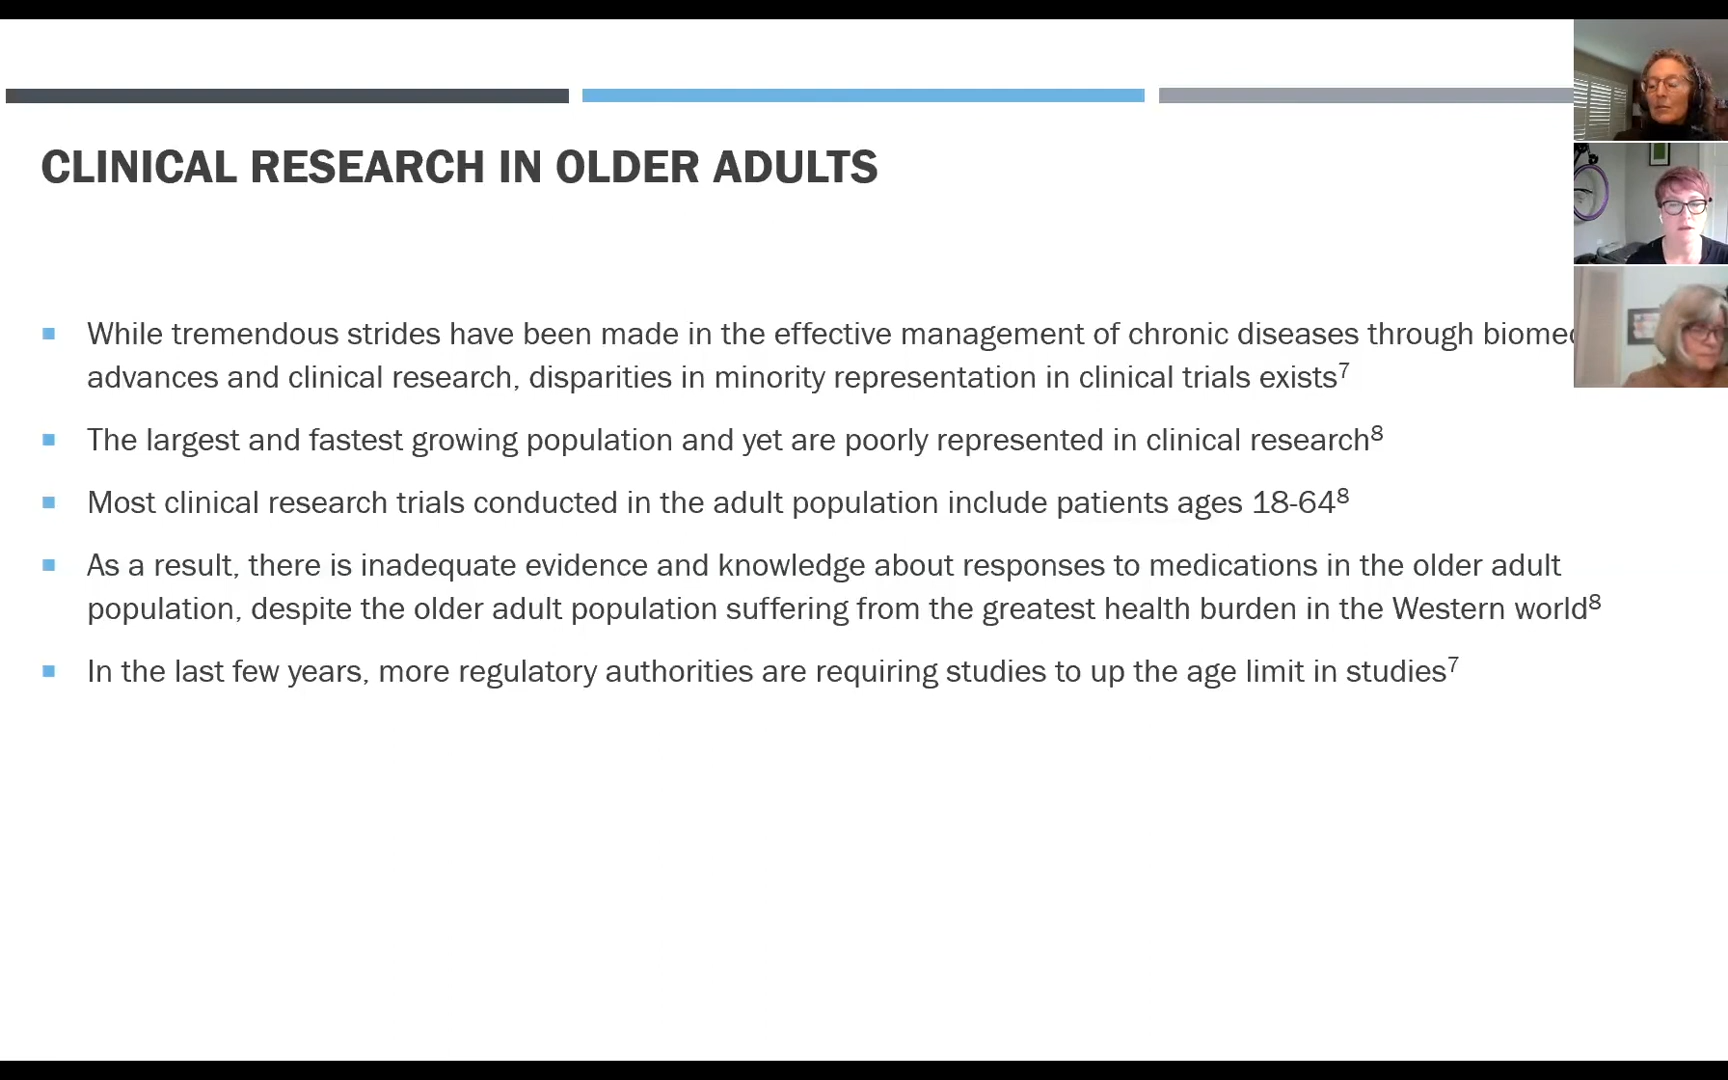 CLINICAL RESEARCH IN OLDER ADULTS
While tremendous strides have been made in the effective management of chronic diseases through
advances and clinical research, disparities in minority representation in clinical trials exists⁷
The largest and fastest growing population and yet are poorly represented in clinical research⁸
Most clinical research trials conducted in the adult population include patients ages 18-64⁸
As a result, there is inadequate evidence and knowledge about responses to medications in the older adult
population, despite the older adult population suffering from the greatest health burden in the Western world⁸
In the last few years, more regulatory authorities are requiring studies to up the age limit in studies⁷